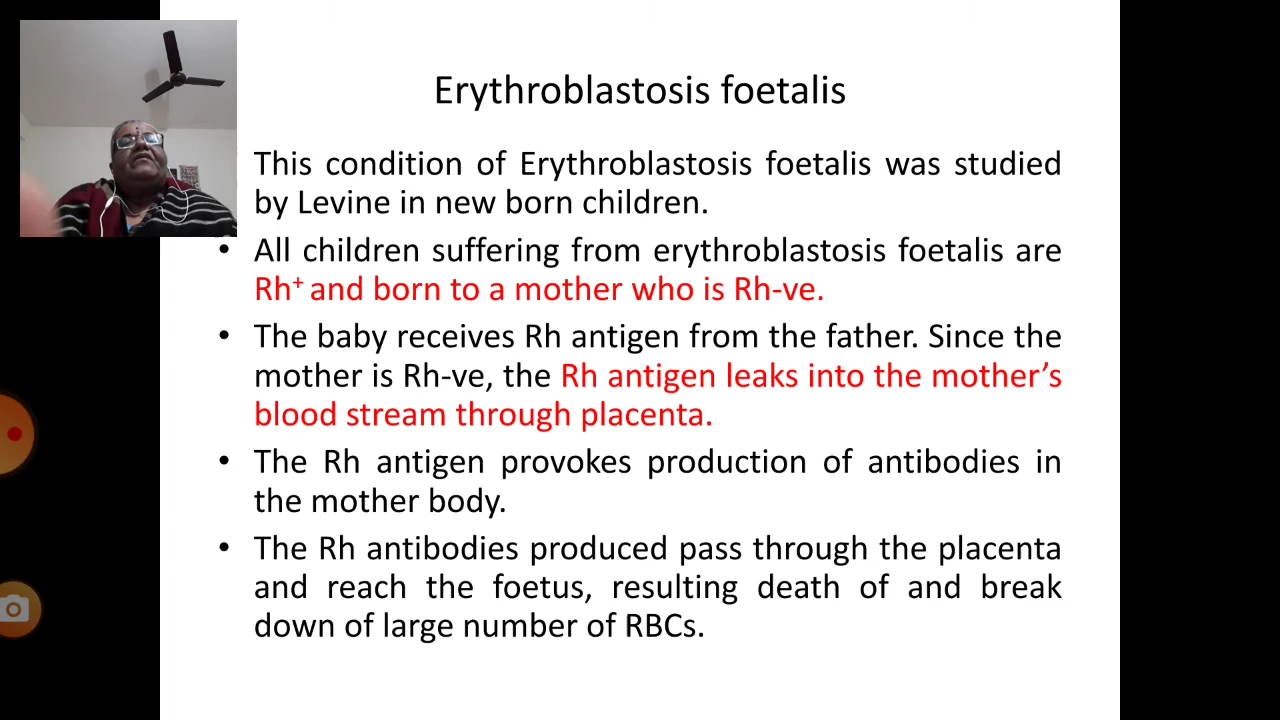 Erythroblastosis foetalis
This condition of Erythroblastosis foetalis was studied
by Levine in new born children.
• All children suffering from erythroblastosis foetalis are
Rh⁺ and born to a mother who is Rh-ve.
• The baby receives Rh antigen from the father. Since the
mother is Rh-ve, the Rh antigen leaks into the mother’s
blood stream through placenta.
• The Rh antigen provokes production of antibodies in
the mother body.
• The Rh antibodies produced pass through the placenta
and reach the foetus, resulting death of and break
down of large number of RBCs.